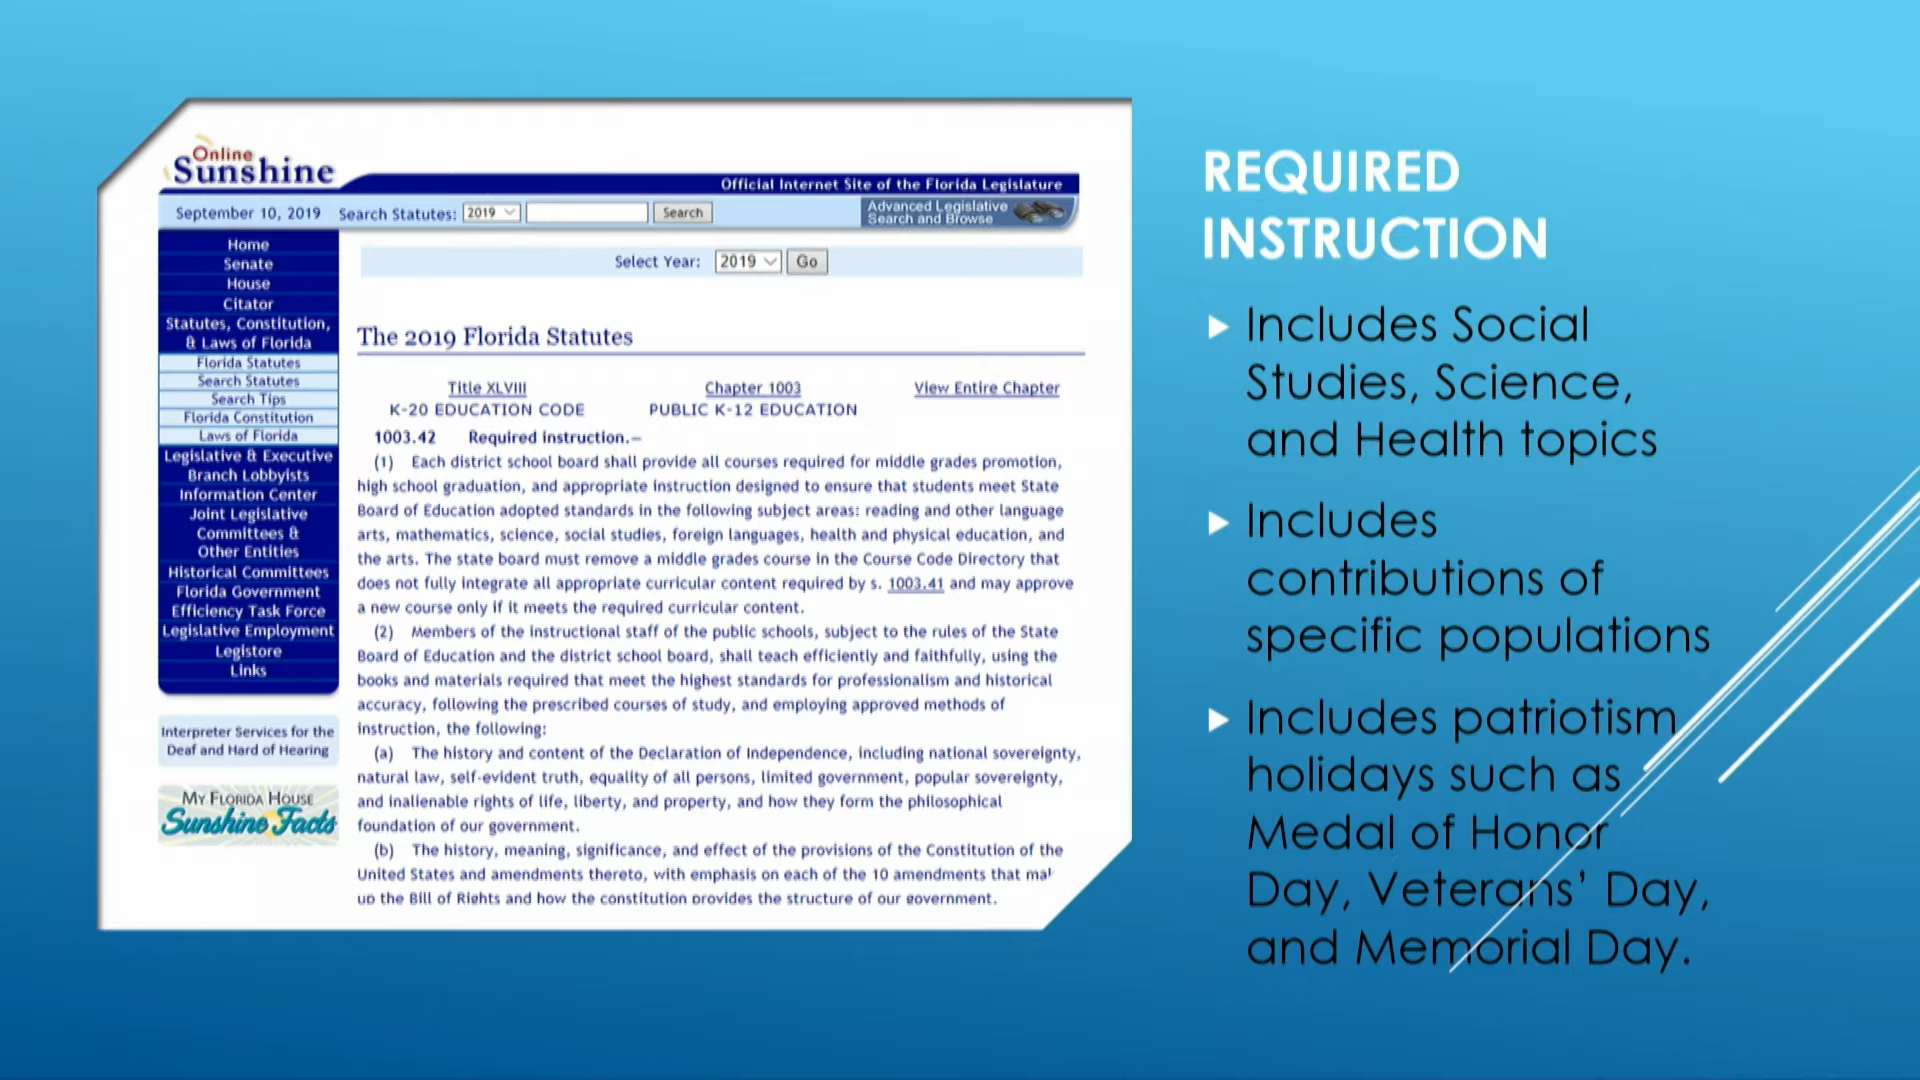 Online
Sunshine
Official Internet Site of the Florida Legislature
September 10, 2019 Search Statutes: 2019 Search
Advanced Legislative
Search and Browse
Home
Senate
House
Citator
Statutes, Constitution,
& Laws of Florida
Florida Statutes
Search Statutes
Search Tips
Florida Constitution
Laws of Florida
Legislative & Executive
Branch Lobbyists
Information Center
Joint Legislative
Committees &
Other Entities
Historical Committees
Florida Government
Efficiency Task Force
Legislative Employment
Legistore
Links
Interpreter Services for the
Deaf and Hard of Hearing
MY FLORIDA HOUSE
Sunshine Facts
Select Year: 2019 Go
The 2019 Florida Statutes
Title XLVIII Chapter 1003 View Entire Chapter
K-20 EDUCATION CODE PUBLIC K-12 EDUCATION
1003.42 Required instruction.—
(1) Each district school board shall provide all courses required for middle grades promotion,
high school graduation, and appropriate instruction designed to ensure that students meet State
Board of Education adopted standards in the following subject areas: reading and other language
arts, mathematics, science, social studies, foreign languages, health and physical education, and
the arts. The state board must remove a middle grades course in the Course Code Directory that
does not fully integrate all appropriate curricular content required by s. 1003.41 and may approve
a new course only if it meets the required curricular content.
(2) Members of the instructional staff of the public schools, subject to the rules of the State
Board of Education and the district school board, shall teach efficiently and faithfully, using the
books and materials required that meet the highest standards for professionalism and historical
accuracy, following the prescribed courses of study, and employing approved methods of
instruction, the following:
(a) The history and content of the Declaration of Independence, including national sovereignty,
natural law, self-evident truth, equality of all persons, limited government, popular sovereignty,
and inalienable rights of life, liberty, and property, and how they form the philosophical
foundation of our government.
(b) The history, meaning, significance, and effect of the provisions of the Constitution of the
United States and amendments thereto, with emphasis on each of the 10 amendments that
up the Bill of Rights and how the constitution provides the structure of our government.
REQUIRED
INSTRUCTION
Includes Social
Studies, Science,
and Health topics
Includes
contributions of
specific populations
Includes patriotism
holidays such as
Medal of Honor
Day, Veterans’ Day,
and Memorial Day.